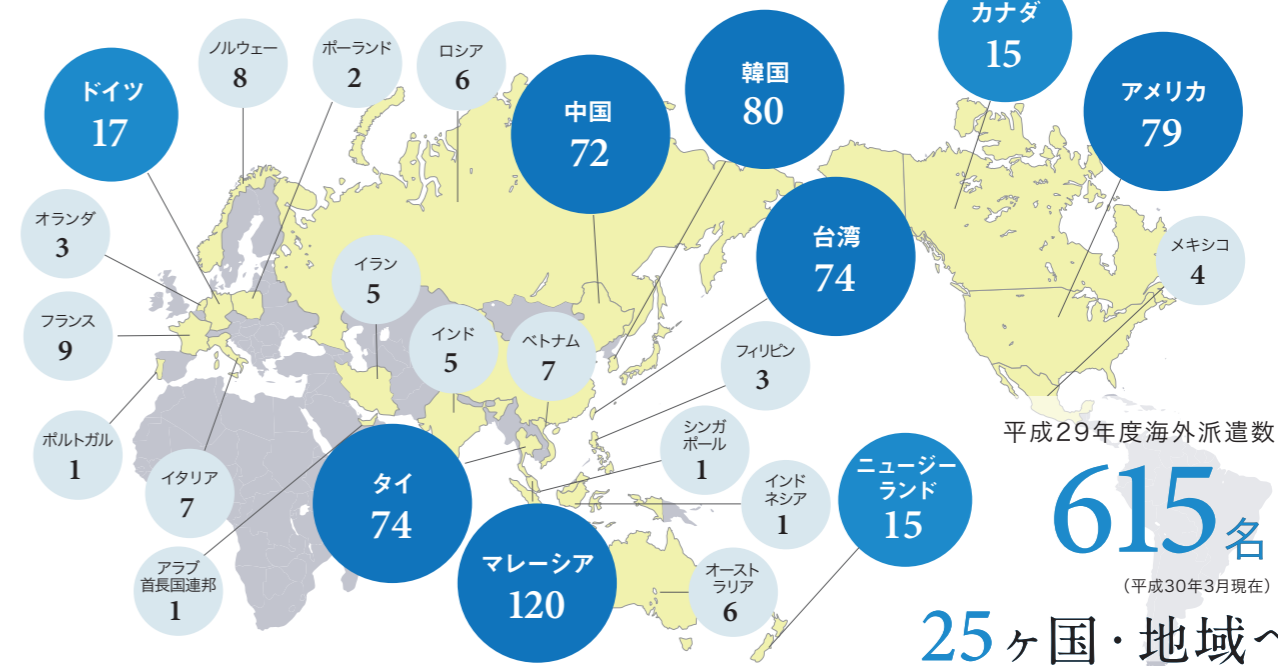 カナダ
15
ノルウェー
8
ポーランド
2
ロシア
6
韓国
80
ドイツ
17
中国
72
アメリカ
79
オランダ
3
台湾
74
メキシコ
4
イラン
5
フランス
9
インド
5
ベトナム
7
フィリピン
3
ポルトガル
1
シンガ
ポール
1
イタリア
7
タイ
74
インド
ネシア
1
ニュージー
ランド
15
マレーシア
120
アラブ
首長国連邦
1
オースト
ラリア
6
平成29年度海外派遣数
615名
(平成30年3月現在)
25ヶ国・地域へ